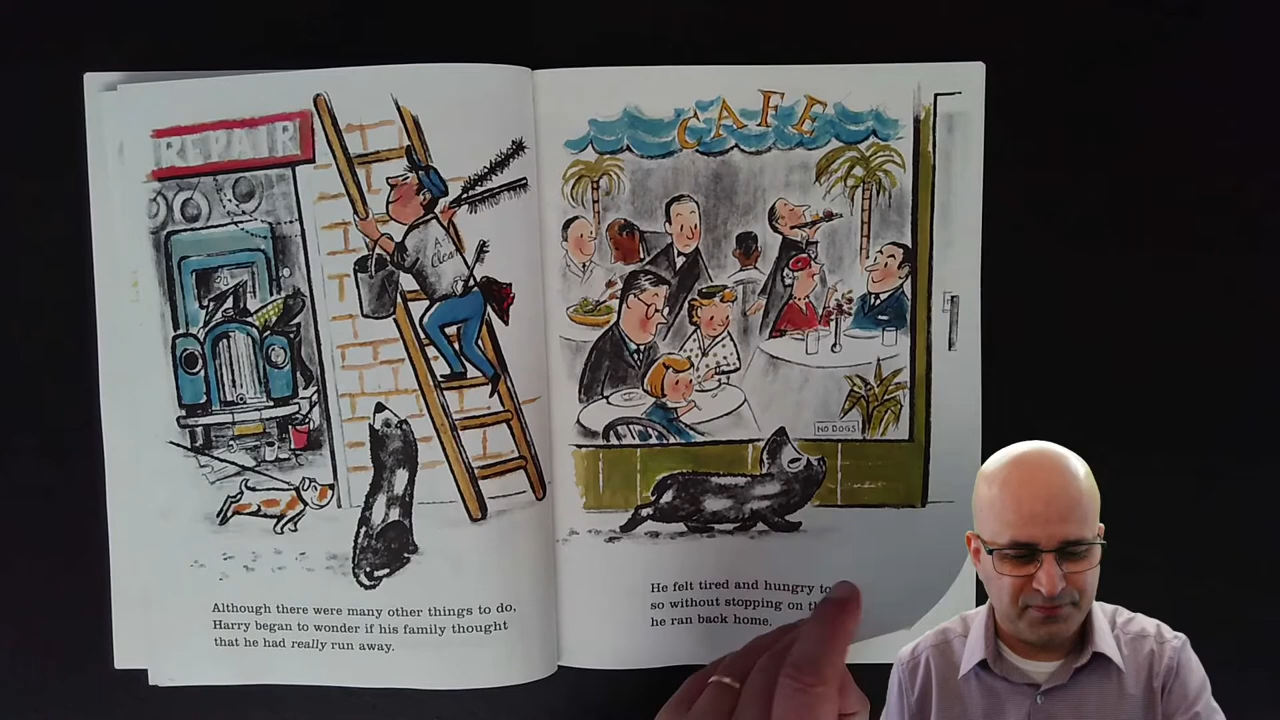 REPAIR
A-1
Clean
Although there were many other things to do,
Harry began to wonder if his family thought
that he had really run away.
CAFE
NO DOGS
He felt tired and hungry
so without stopping on
he ran back home.